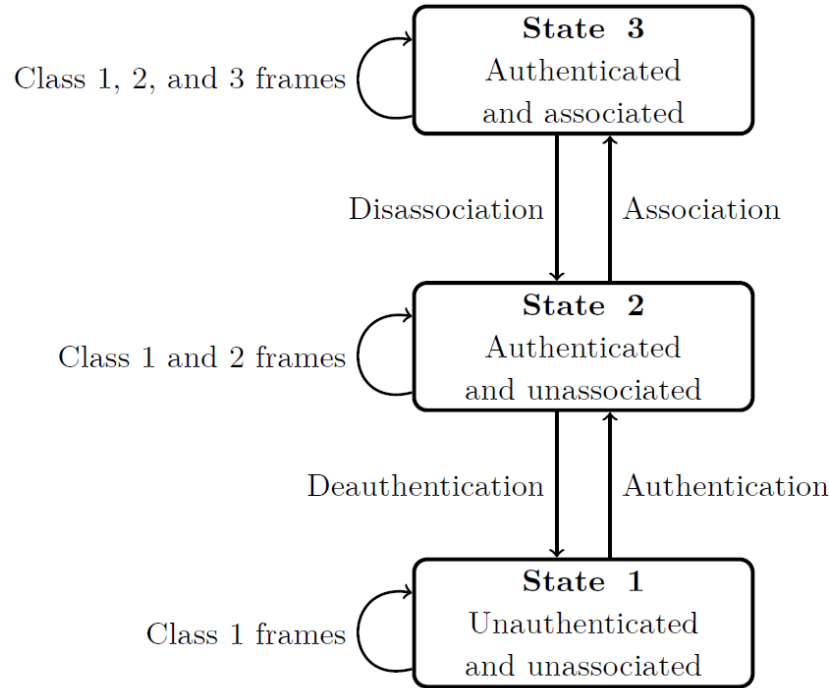 State 3
Authenticated
and associated
Class 1, 2, and 3 frames
Disassociation
Association
State 2
Authenticated
and unassociated
Class 1 and 2 frames
Deauthentication
Authentication
State 1
Unauthenticated
and unassociated
Class 1 frames